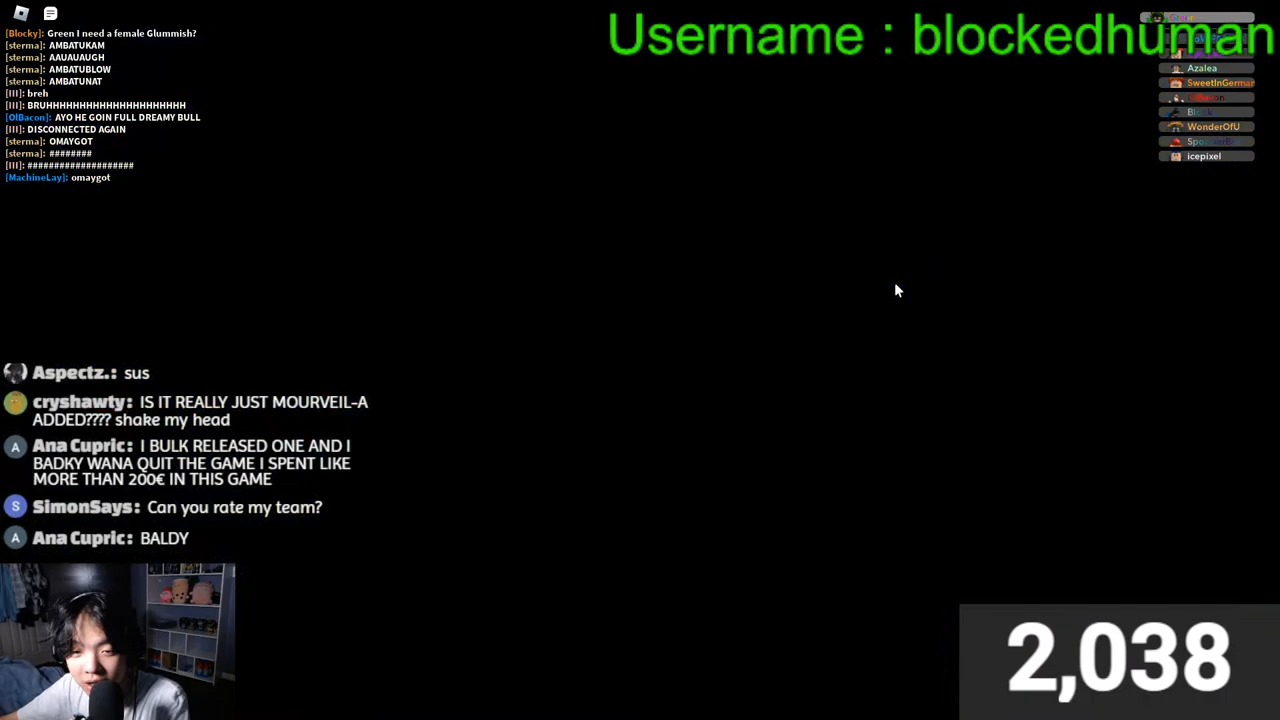 Username : blockedhuman
[Blocky]: Green I need a female Glummish?
[sterma]: AMBATUKAM
[sterma]: AAUAUAUGH
[sterma]: AMBATUBLOW
[sterma]: AMBATUNAT
[III]: breh
[III]: BRUHHHHHHHHHHHHHHHHHHHHH
[OlBacon]: AYO HE GOIN FULL DREAMY BULL
[III]: DISCONNECTED AGAIN
[sterma]: OMAYGOT
[sterma]: ########
[III]: ####################
[MachineLay]: omaygot
Azalea
SweetInGerman
WonderOfU
icepixel
Aspectz.: sus
cryshawty: IS IT REALLY JUST MOURVEIL-A
ADDED???? shake my head
A Ana Cupric: I BULK RELEASED ONE AND I
BADKY WANA QUIT THE GAME I SPENT LIKE
MORE THAN 200€ IN THIS GAME
S SimonSays: Can you rate my team?
A Ana Cupric: BALDY
2,038